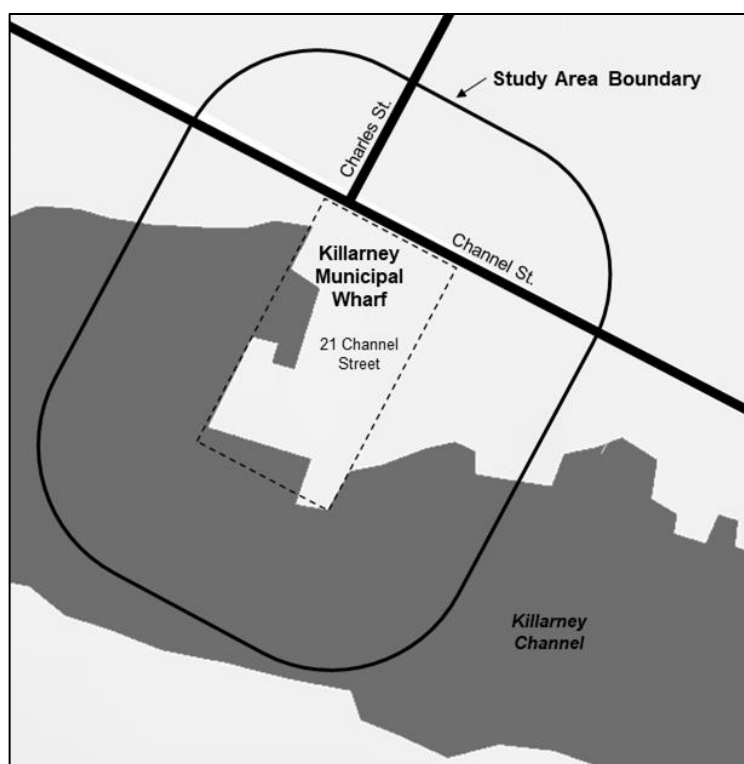 Study Area Boundary
Charles St.
Channel St.
Killarney
Municipal
Wharf
21 Channel
Street
Killarney
Channel